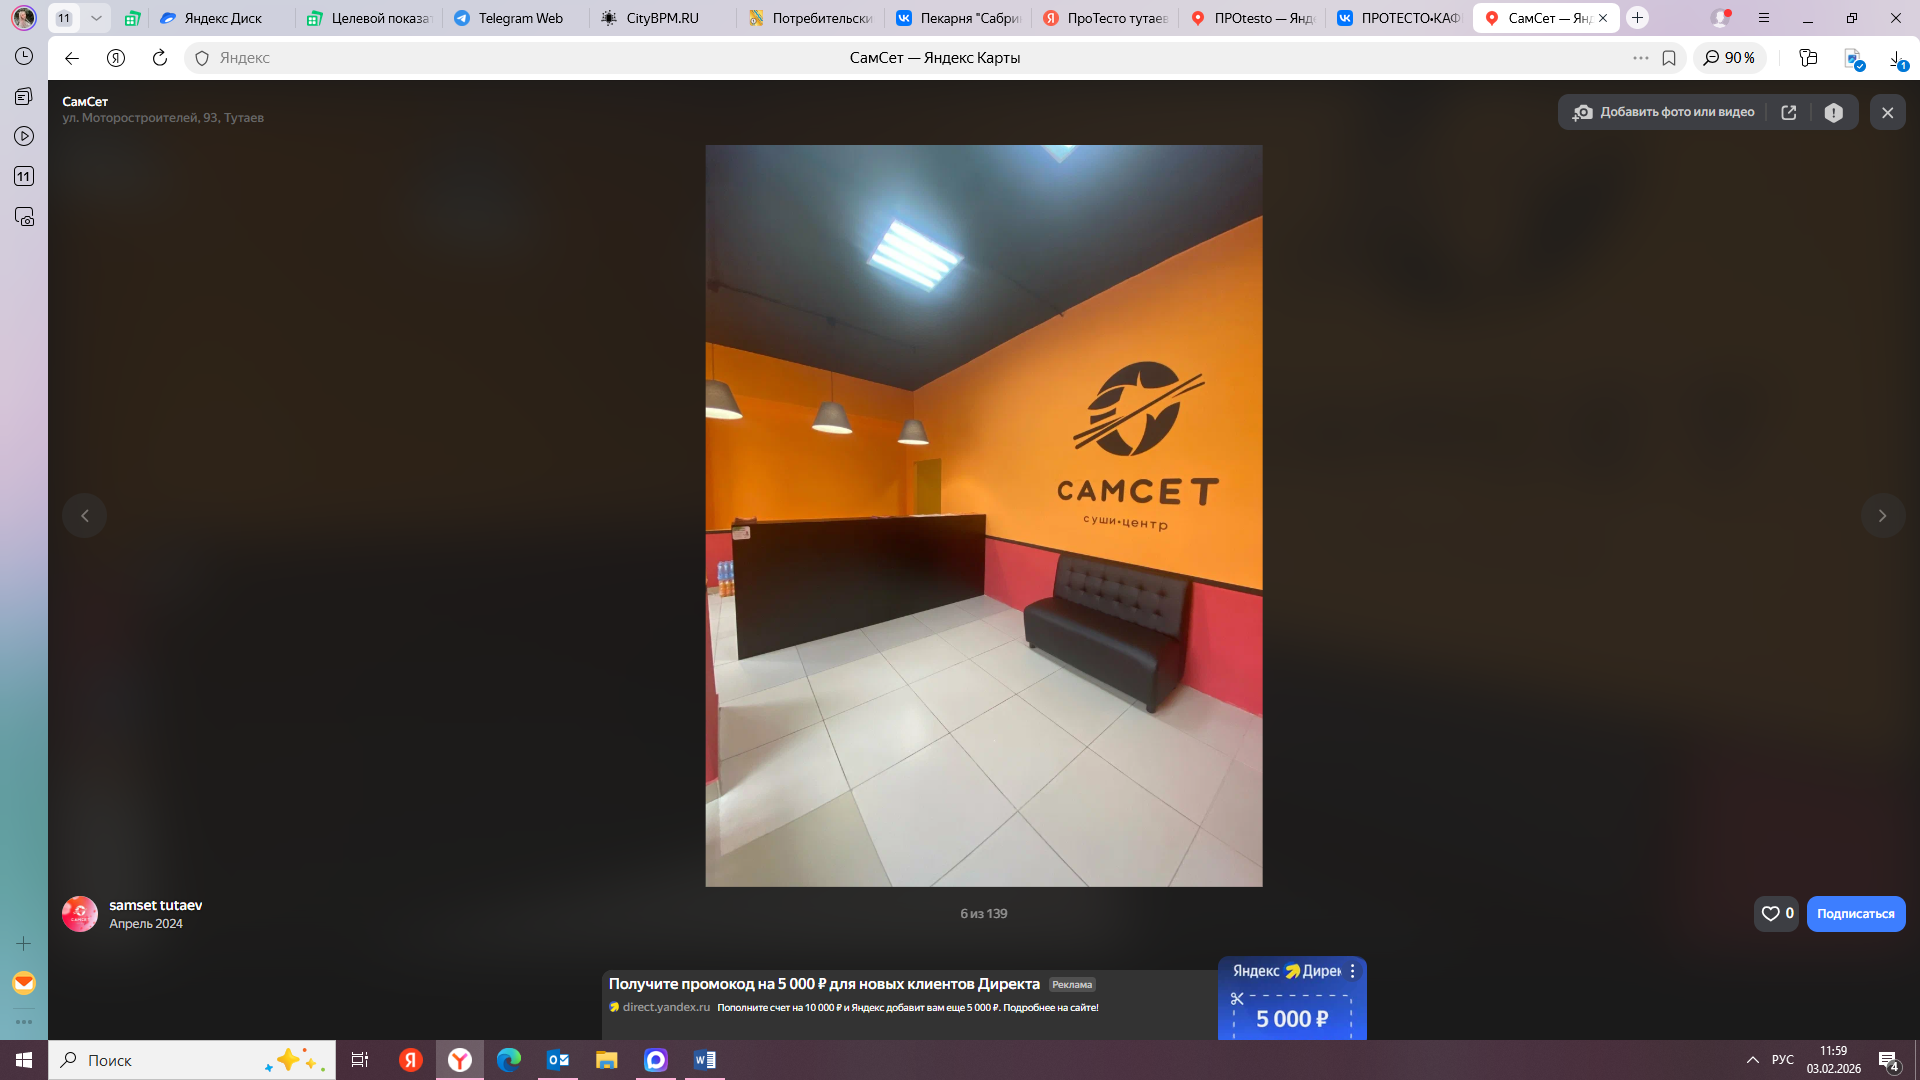 11
Яндекс Диск
Целевой показат
Telegram Web
CityBPM.RU
Потребительски
Пекарня "Сабри
ПроТесто тутаев
ПРОtesto — Янд
ПРОТЕСТО•КАФ
СамСет — Ян
Яндекс
СамСет — Яндекс Карты
90 %
1
11
СамСет
ул. Моторостроителей, 93, Тутаев
Добавить фото или видео
САМСЕТ
суши•центр
samset tutaev
Апрель 2024
6 из 139
0
Подписаться
Получите промокод на 5 000 ₽ для новых клиентов Директа
Реклама
direct.yandex.ru Пополните счет на 10 000 ₽ и Яндекс добавит вам еще 5 000 ₽. Подробнее на сайте!
Яндекс Дирек
5 000 ₽
Поиск
РУС
11:59
03.02.2026
4